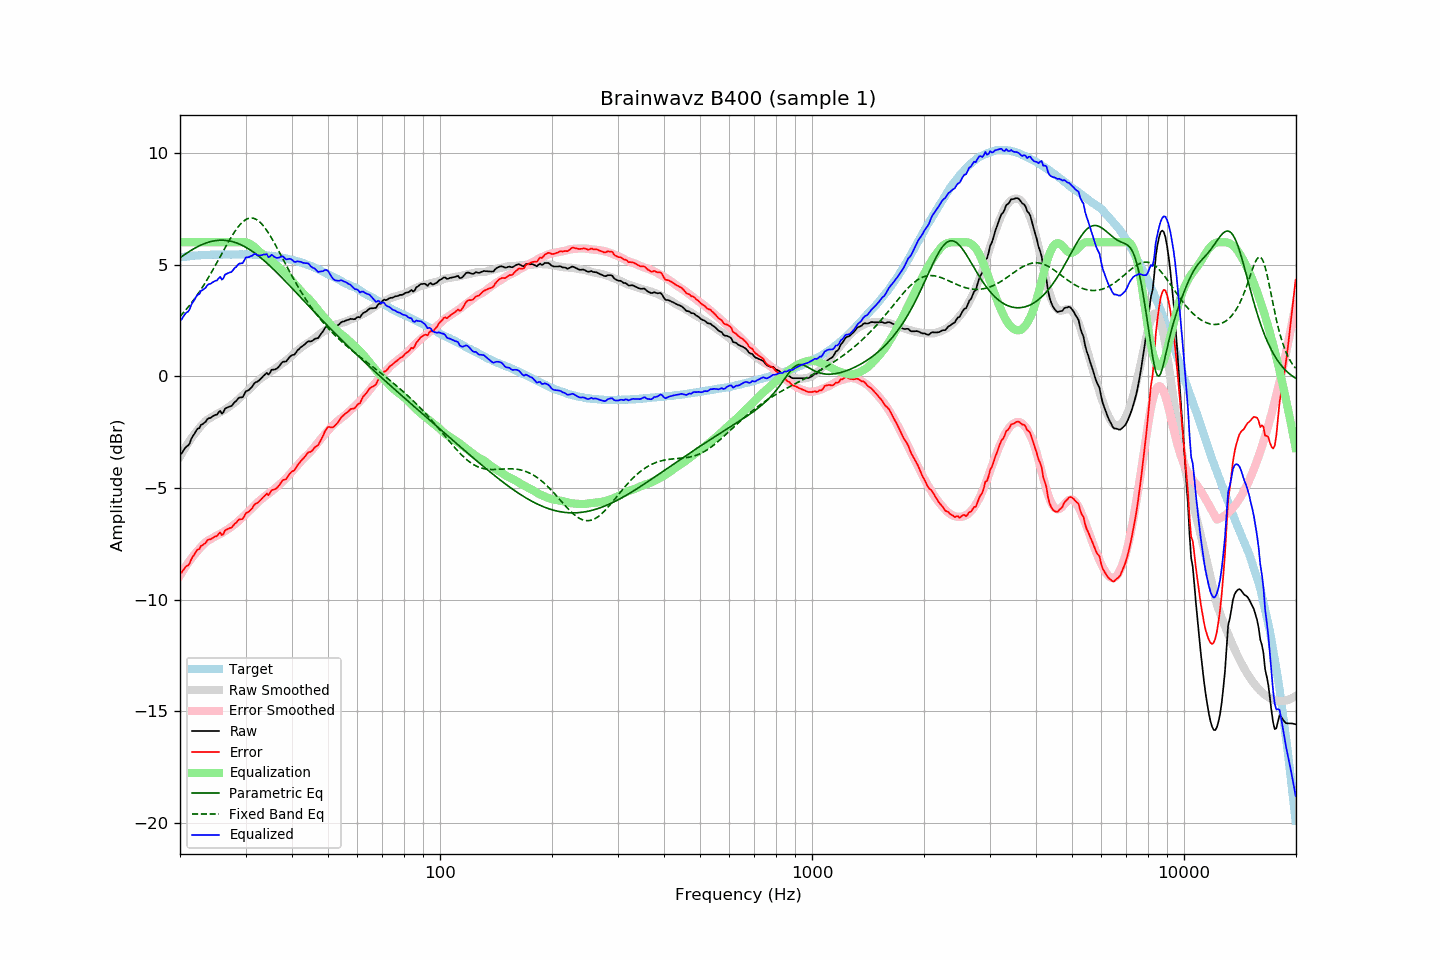 Brainwavz B400 (sample 1)
10
5
0
−5
−10
−15
−20
Amplitude (dBr)
Target
Raw Smoothed
Error Smoothed
Raw
Error
Equalization
Parametric Eq
Fixed Band Eq
Equalized
100
1000
10000
Frequency (Hz)